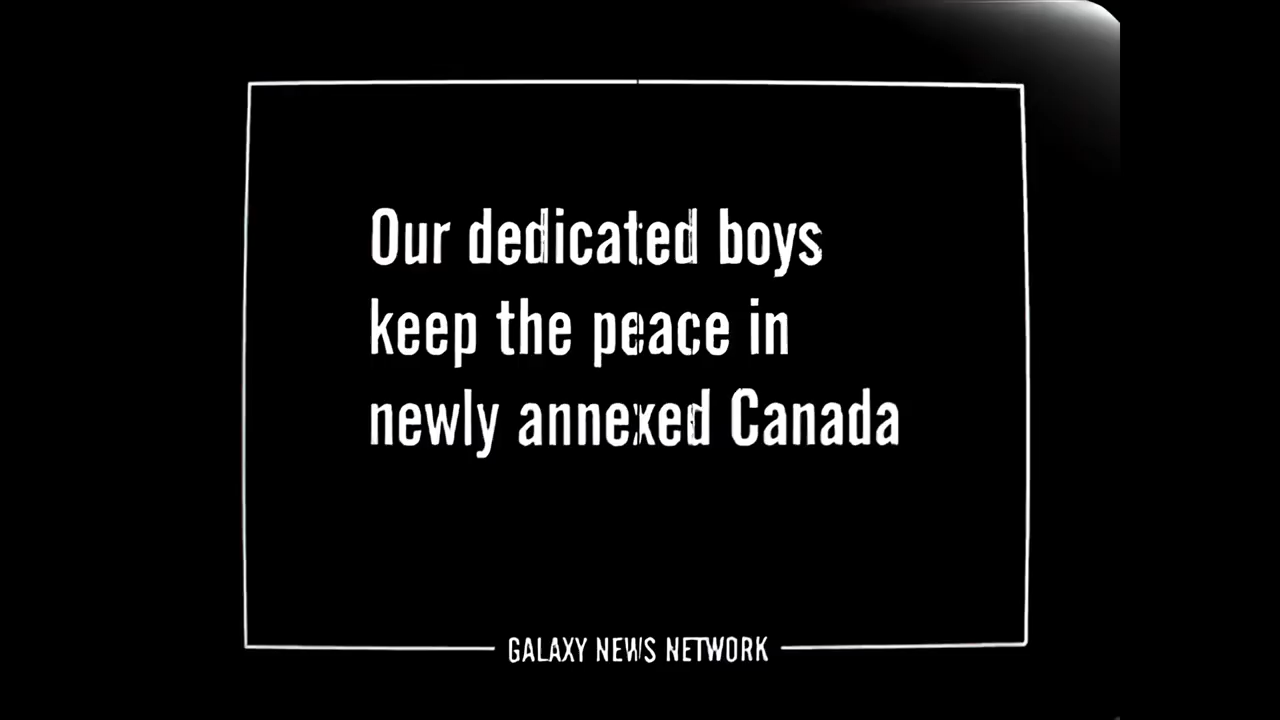 Our dedicated boys
keep the peace in
newly annexed Canada
GALAXY NEWS NETWORK